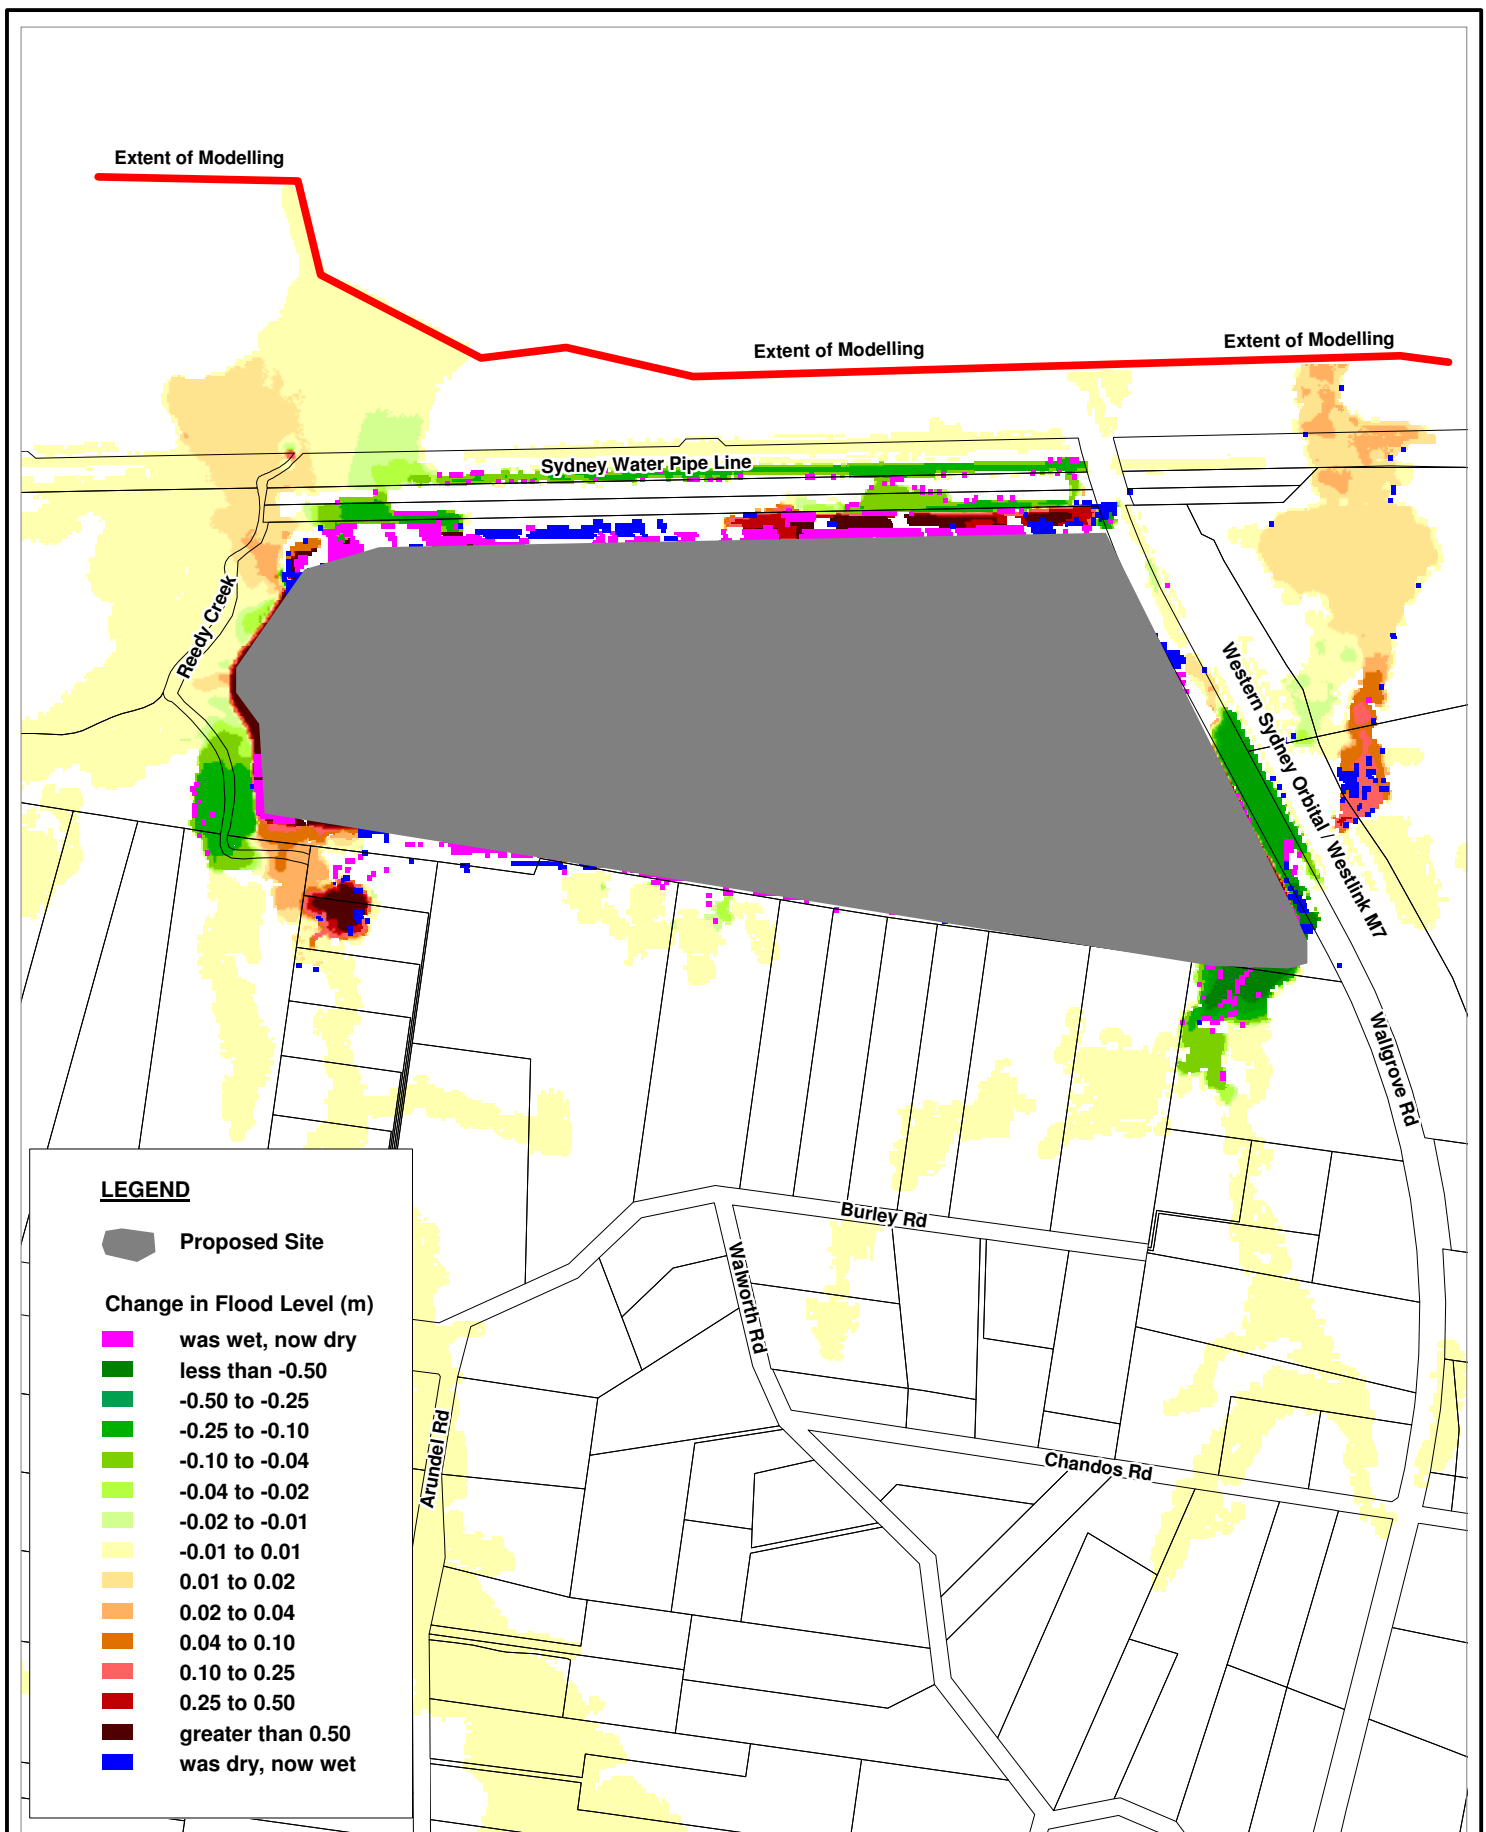 Extent of Modelling
Extent of Modelling
Extent of Modelling
Sydney Water Pipe Line
Reedy Creek
Western Sydney Orbital / Westlink M7
Wallgrove Rd
Burley Rd
Walworth Rd
Arundel Rd
Chandos Rd
LEGEND
Proposed Site
Change in Flood Level (m)
was wet, now dry
less than -0.50
-0.50 to -0.25
-0.25 to -0.10
-0.10 to -0.04
-0.04 to -0.02
-0.02 to -0.01
-0.01 to 0.01
0.01 to 0.02
0.02 to 0.04
0.04 to 0.10
0.10 to 0.25
0.25 to 0.50
greater than 0.50
was dry, now wet